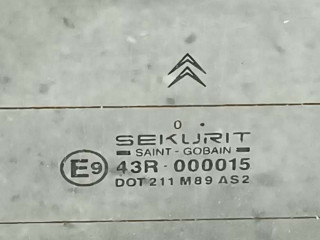 0
SEKURIT
SAINT - GOBAIN
E9 43R - 000015
DOT 211 M89 AS2